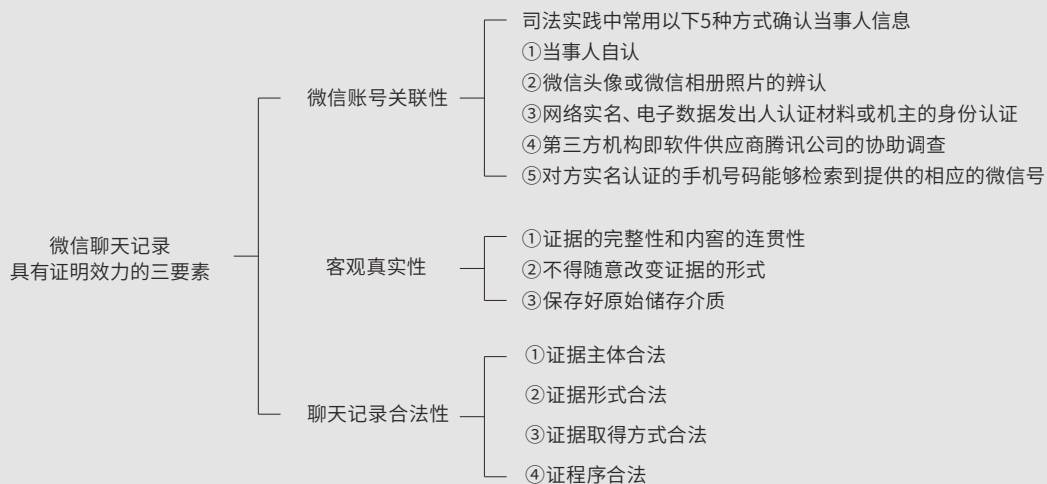 微信聊天记录
具有证明效力的三要素
微信账号关联性
司法实践中常用以下5种方式确认当事人信息
①当事人自认
②微信头像或微信相册照片的辨认
③网络实名、电子数据发出人认证材料或机主的身份认证
④第三方机构即软件供应商腾讯公司的协助调查
⑤对方实名认证的手机号码能够检索到提供的相应的微信号
客观真实性
①证据的完整性和内窖的连贯性
②不得随意改变证据的形式
③保存好原始储存介质
聊天记录合法性
①证据主体合法
②证据形式合法
③证据取得方式合法
④证程序合法